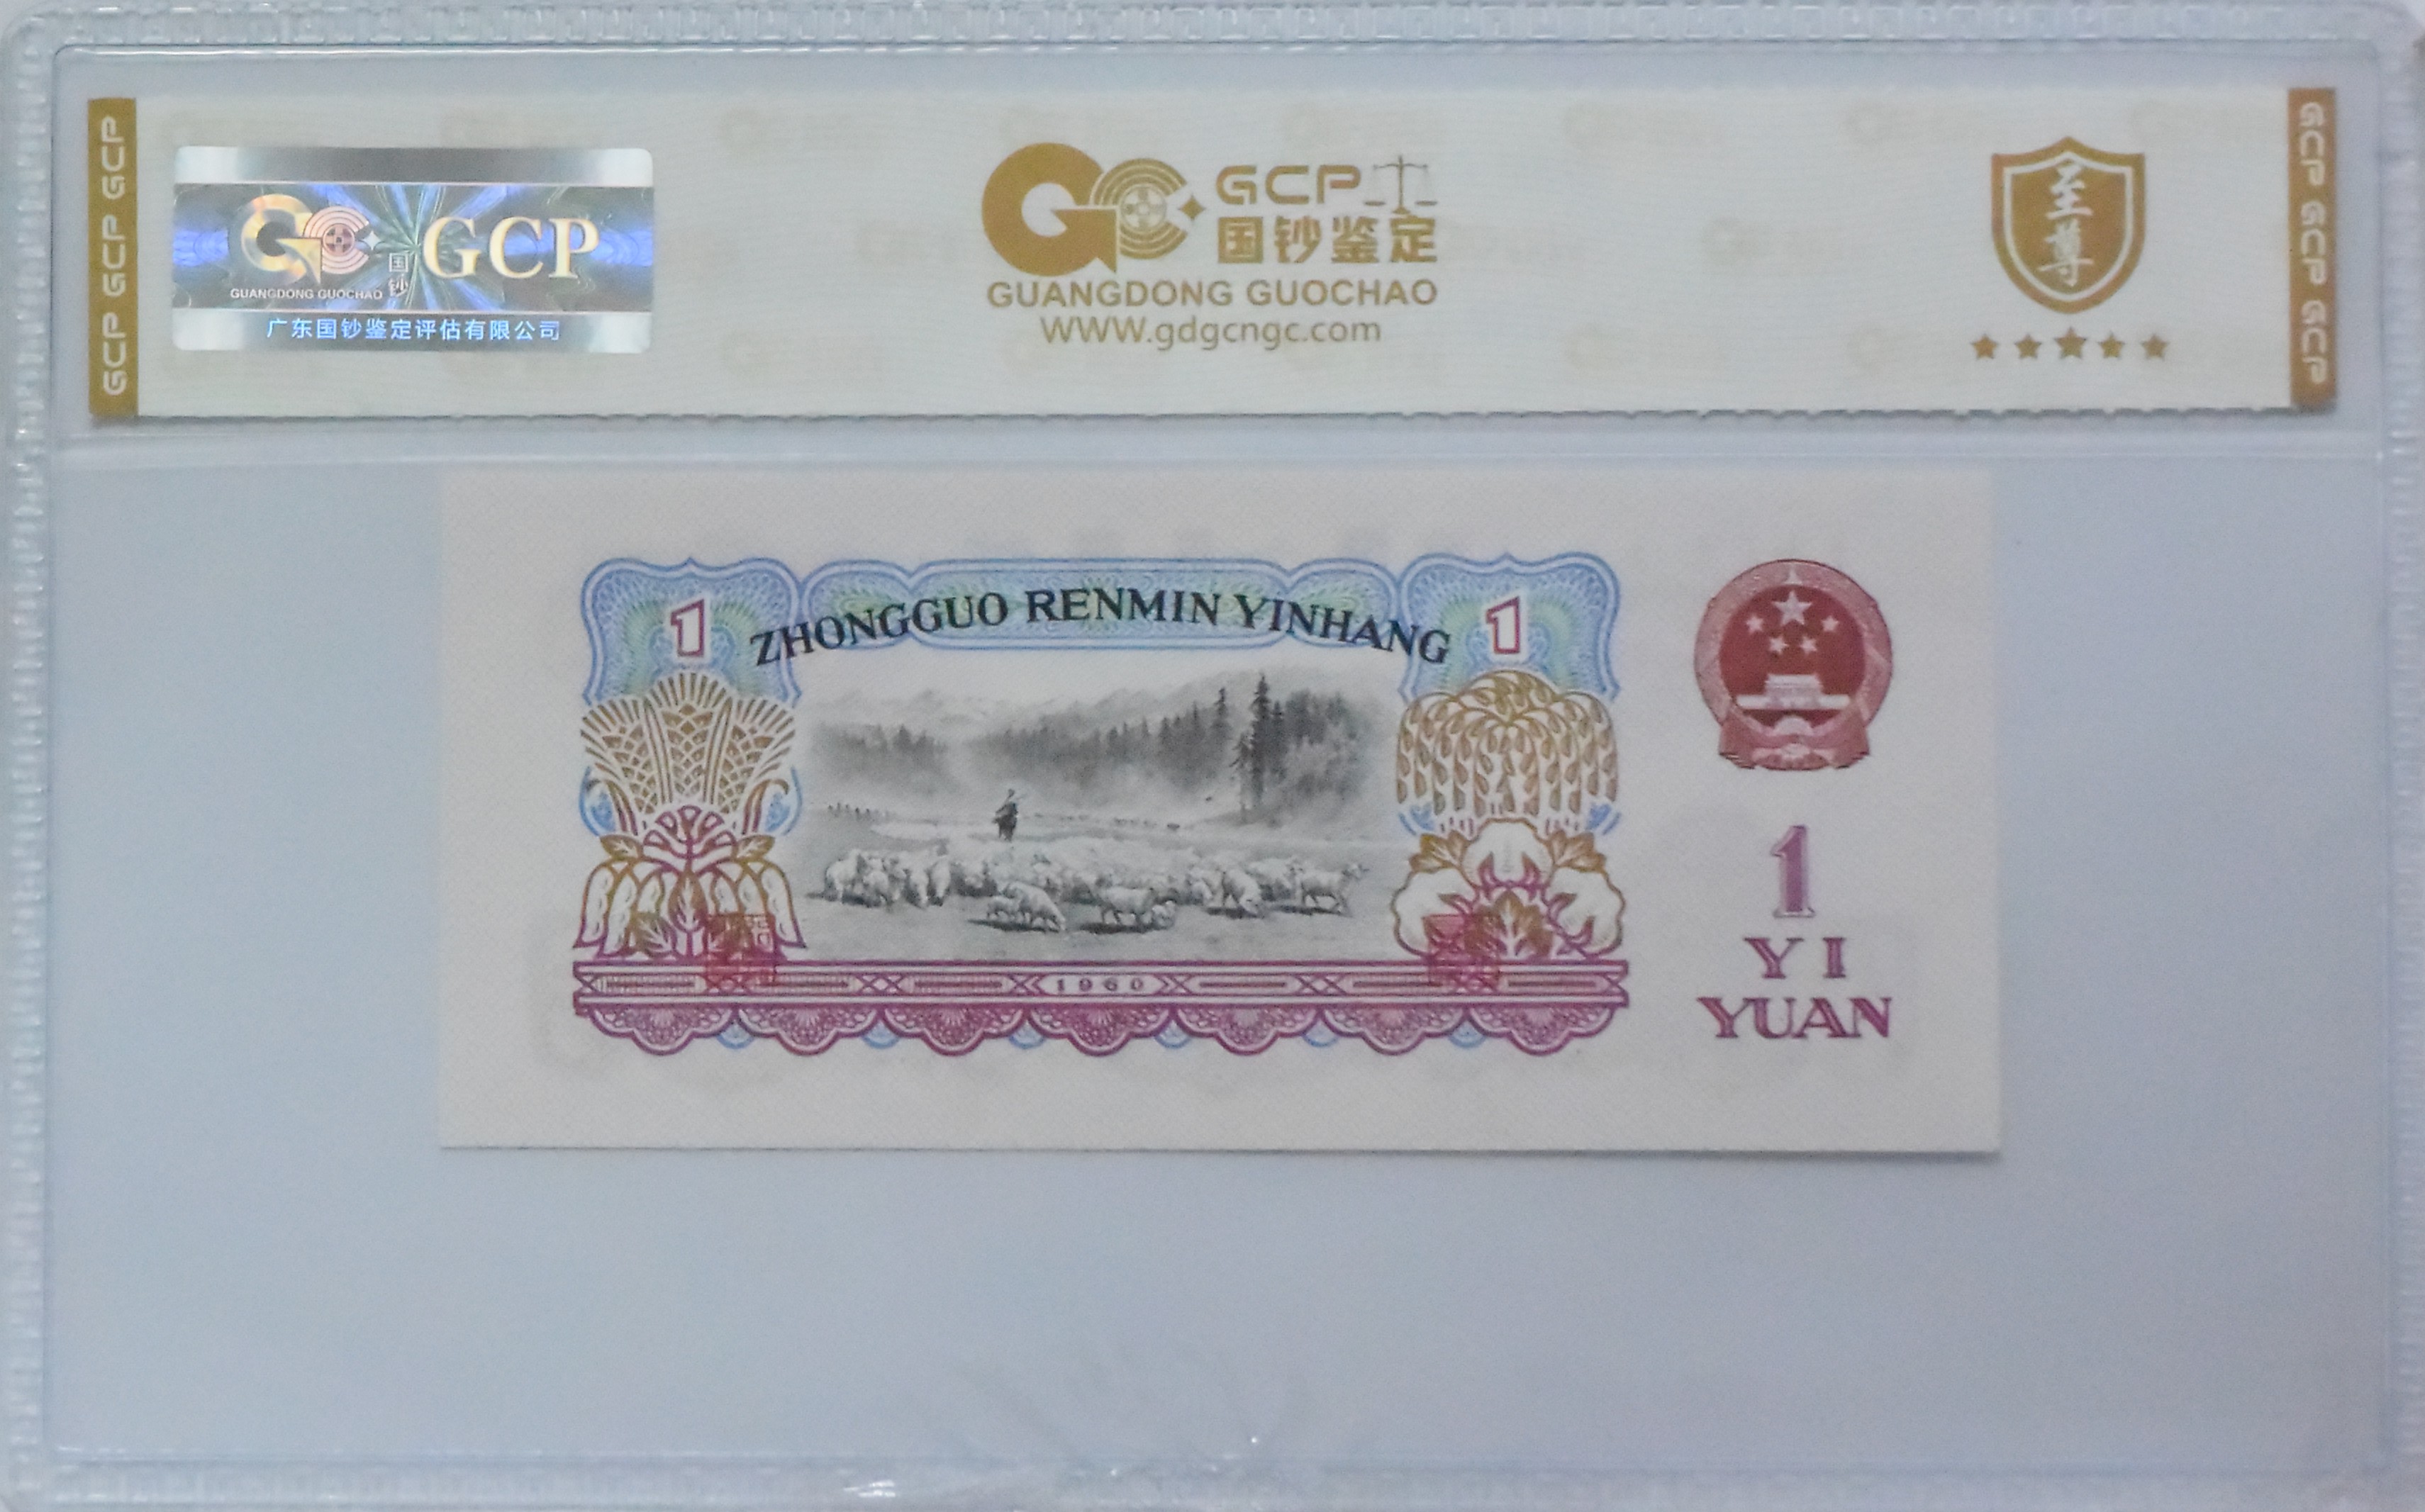 GCP GCP GCP
GUANGDONG GUOCHAO
国钞
GCP
广东国钞鉴定评估有限公司
GCP
国钞鉴定
GUANGDONG GUOCHAO
WWW.gdgcngc.com
至尊
GCP GCP GCP
1
ZHONGGUO RENMIN YINHANG
1
1960
1
YI
YUAN